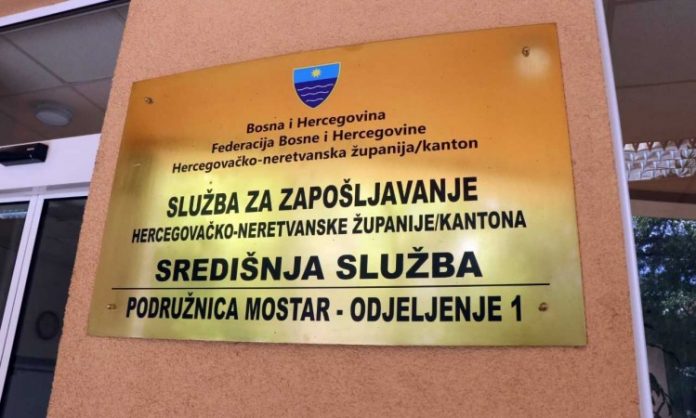 Bosna i Hercegovina
Federacija Bosne i Hercegovine
Hercegovačko-neretvanska županija/kanton
SLUŽBA ZA ZAPOŠLJAVANJE
HERCEGOVAČKO-NERETVANSKE ŽUPANIJE/KANTONA
SREDIŠNJA SLUŽBA
PODRUŽNICA MOSTAR - ODJELJENJE 1